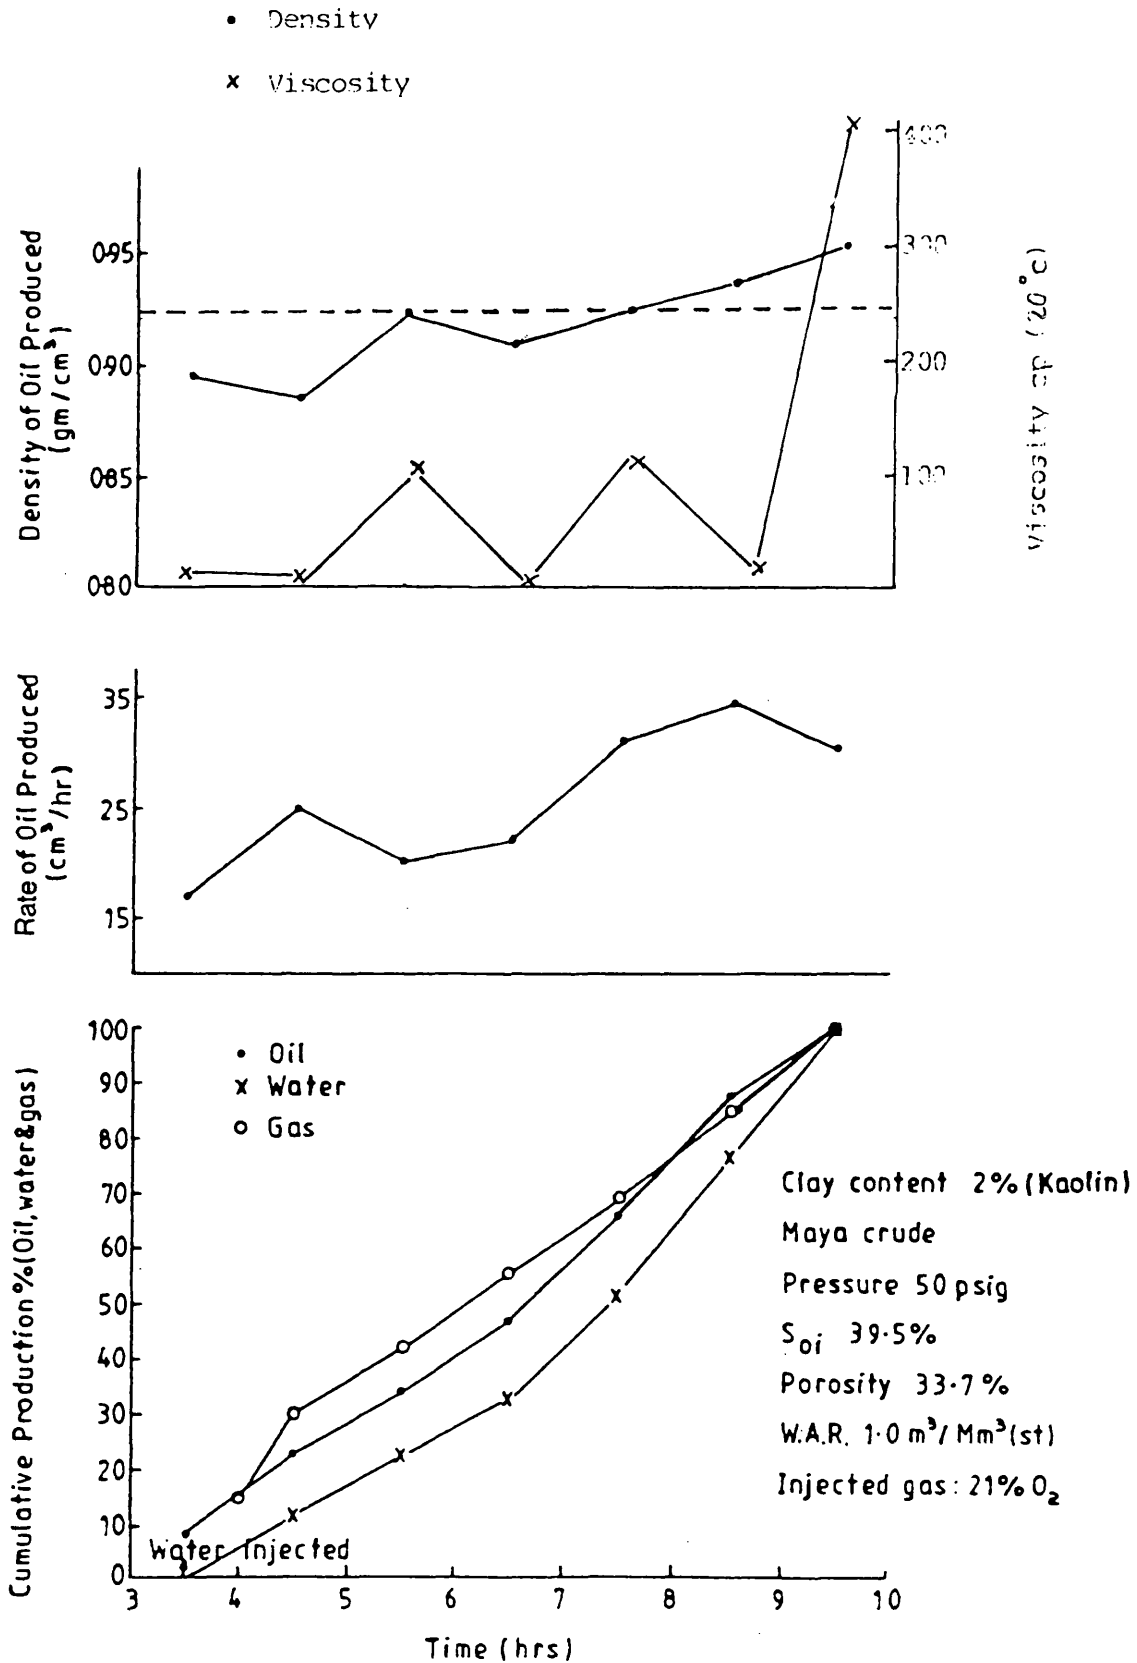 • Density
x Viscosity
Density of Oil Produced
(gm/cm³)
0·95
0·90
0·85
0·80
400
300
200
100
Viscosity cp (20°c)
Rate of Oil Produced
(cm³/hr)
35
25
15
Cumulative Production % (Oil, water & gas)
100
90
80
70
60
50
40
30
20
10
0
• Oil
x Water
o Gas
Water Injected
Clay content 2% (Kaolin)
Maya crude
Pressure 50 psig
Soi 39·5%
Porosity 33·7%
W.A.R. 1·0 m³/Mm³(st)
Injected gas: 21% O₂
3 4 5 6 7 8 9 10
Time (hrs)